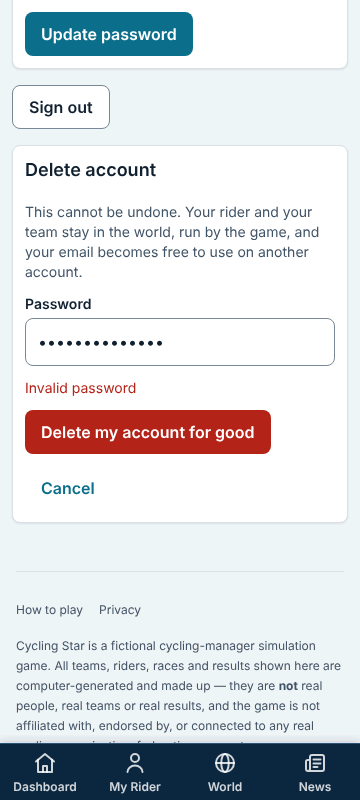 Update password
Sign out
Delete account
This cannot be undone. Your rider and your
team stay in the world, run by the game, and
your email becomes free to use on another
account.
Password
Invalid password
Delete my account for good
Cancel
How to play Privacy
Cycling Star is a fictional cycling-manager simulation
game. All teams, riders, races and results shown here are
computer-generated and made up — they are not real
people, real teams or real results, and the game is not
affiliated with, endorsed by, or connected to any real
Dashboard My Rider World News